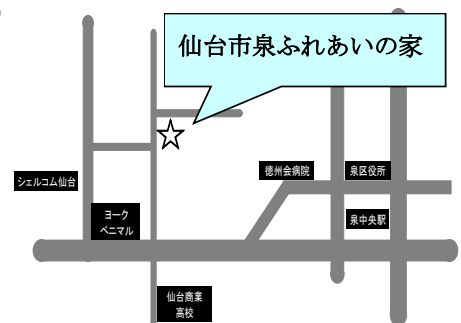 仙台市泉ふれあいの家
徳州会病院
泉区役所
シェルコム仙台
ヨーク
ベニマル
泉中央駅
仙台商業
高校